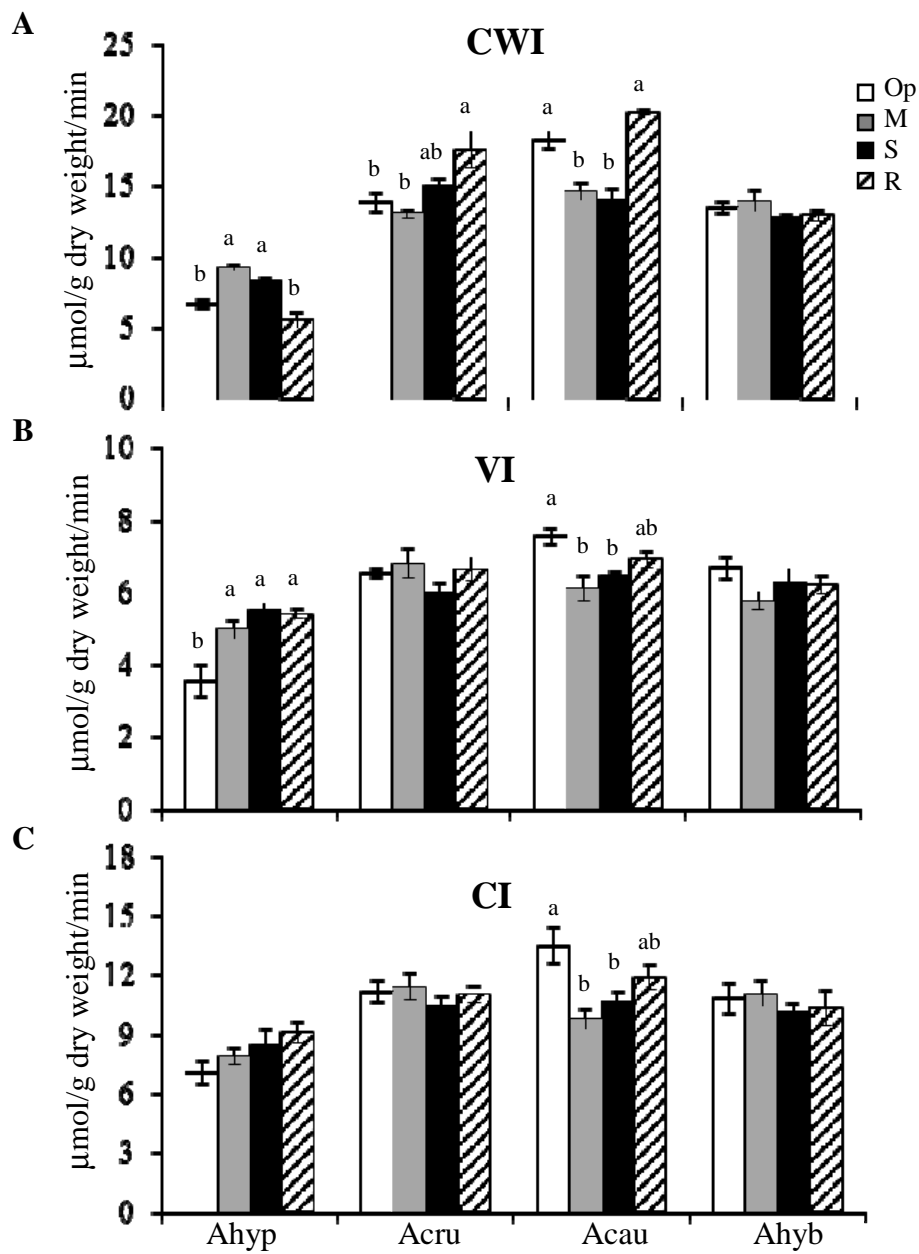 A
CWI
µmol/g dry weight/min
25
20
15
10
5
0
b a a b
b b ab a
a b b a
Op
M
S
R
B
VI
µmol/g dry weight/min
10
8
6
4
2
0
b a a a
a b b ab
C
CI
µmol/g dry weight/min
18
15
12
9
6
3
0
a b b ab
Ahyp Acru Acau Ahyb